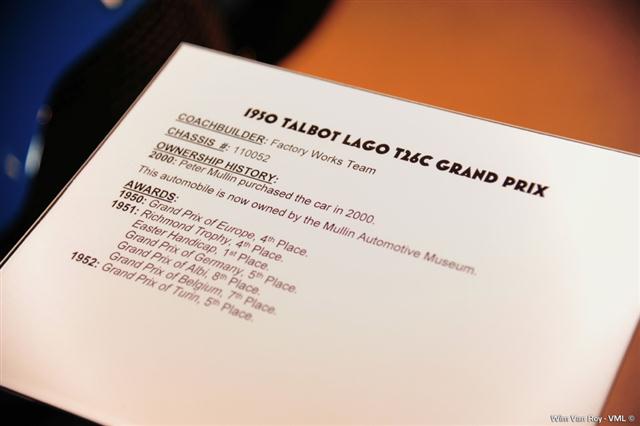 1950 TALBOT LAGO T26C GRAND PRIX
COACHBUILDER: Factory Works Team
CHASSIS #: 110052
OWNERSHIP HISTORY:
2000: Peter Mullin purchased the car in 2000.
This automobile is now owned by the Mullin Automotive Museum.
AWARDS:
1950: Grand Prix of Europe, 4th Place.
1951: Richmond Trophy, 4th Place.
Easter Handicap, 1st Place.
Grand Prix of Germany, 5th Place.
Grand Prix of Albi, 8th Place.
Grand Prix of Belgium, 7th Place.
1952: Grand Prix of Turin, 5th Place.
Wim Van Roy - VML ©